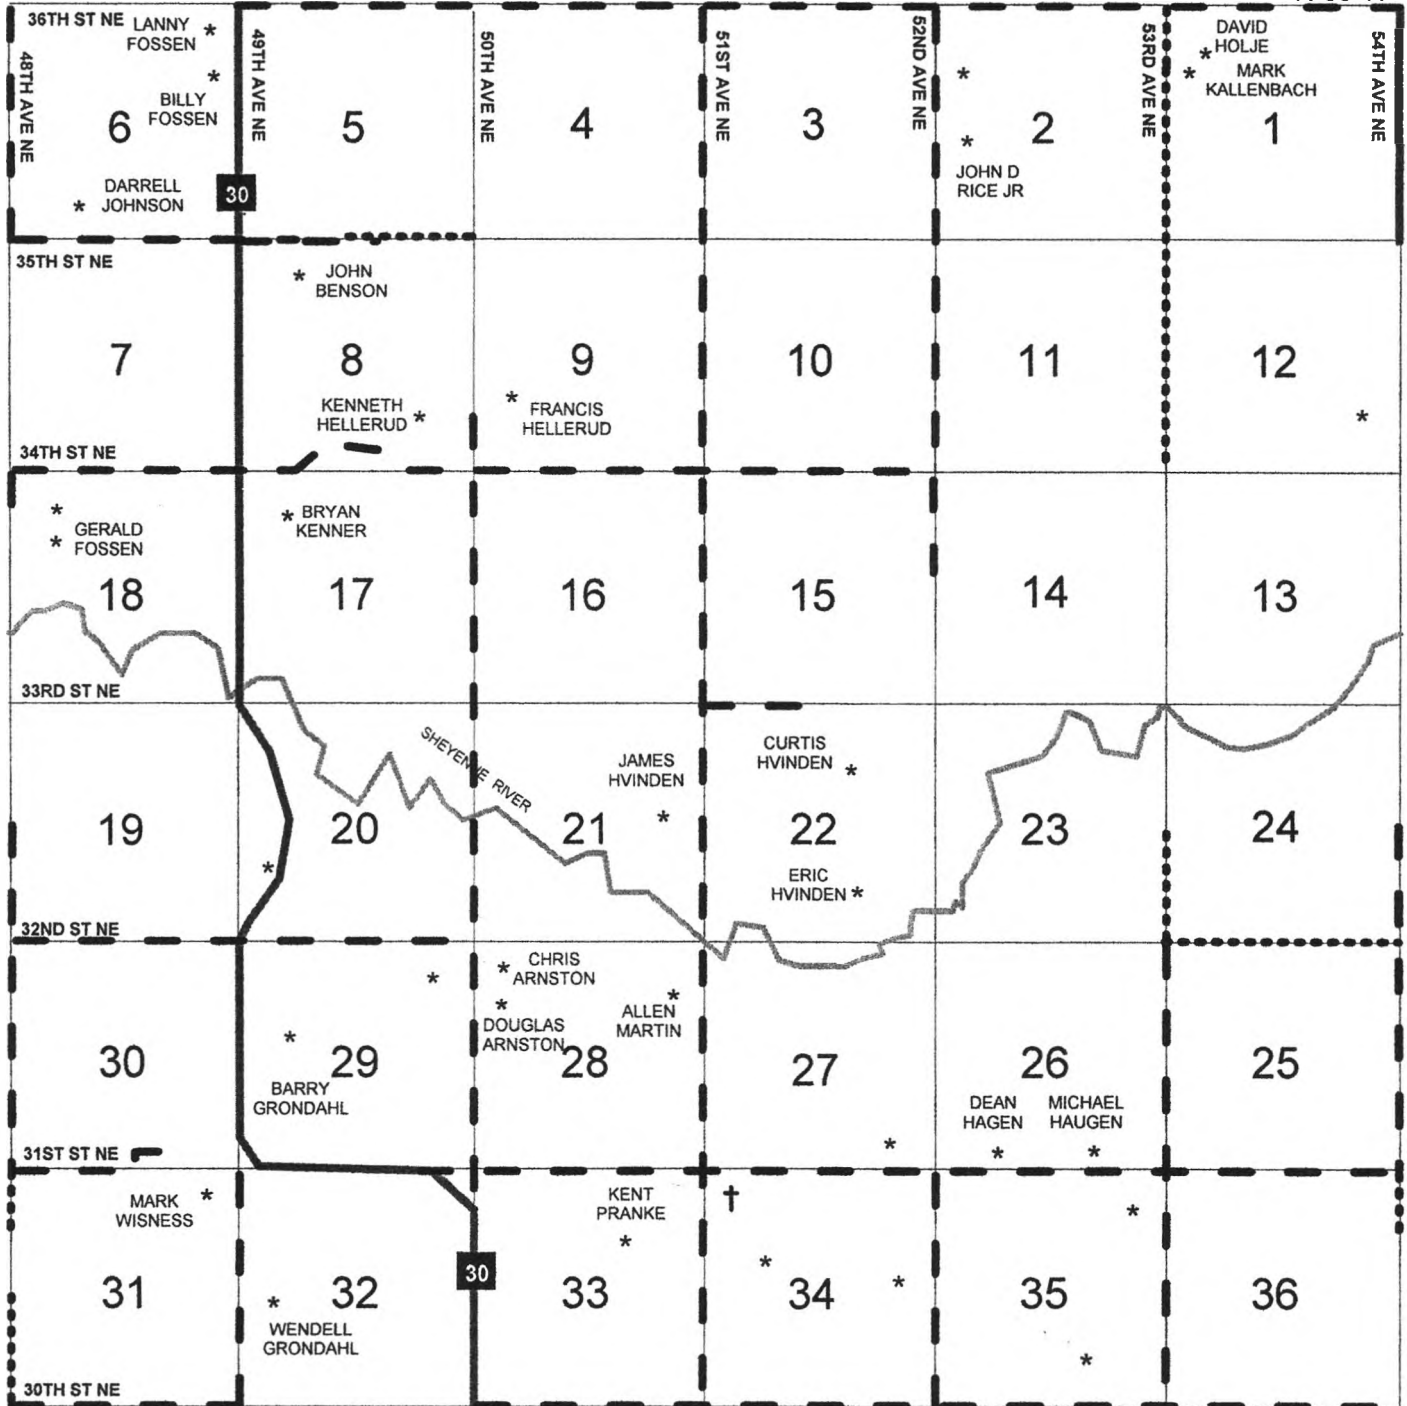 36TH ST NE
LANNY
FOSSEN
48TH AVE NE
BILLY
FOSSEN
6
DARRELL
JOHNSON
49TH AVE NE
30
5
50TH AVE NE
4
51ST AVE NE
3
52ND AVE NE
2
JOHN D
RICE JR
53RD AVE NE
DAVID
HOLJE
MARK
KALLENBACH
1
54TH AVE NE
35TH ST NE
7
JOHN
BENSON
8
KENNETH
HELLERUD
9
FRANCIS
HELLERUD
10
11
12
34TH ST NE
GERALD
FOSSEN
18
BRYAN
KENNER
17
16
15
14
13
33RD ST NE
19
20
SHEYENNE RIVER
JAMES
HVINDEN
21
CURTIS
HVINDEN
22
ERIC
HVINDEN
23
24
32ND ST NE
30
29
BARRY
GRONDAHL
CHRIS
ARNSTON
DOUGLAS
ARNSTON
ALLEN
MARTIN
28
27
26
DEAN
HAGEN
MICHAEL
HAUGEN
25
31ST ST NE
MARK
WISNESS
31
32
WENDELL
GRONDAHL
30
KENT
PRANKE
33
34
35
36
30TH ST NE